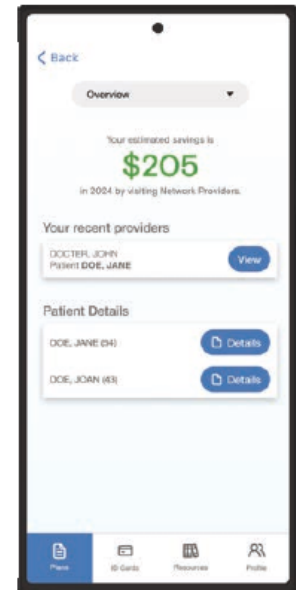 Back
Overview
Your estimated savings is
$205
in 2024 by visiting Network Providers.
Your recent providers
DOCTER, JOHN
Patient DOE, JANE
View
Patient Details
DOE, JANE (54)
Details
DOE, JOAN (43)
Details
Plans
ID Cards
Resources
Profile